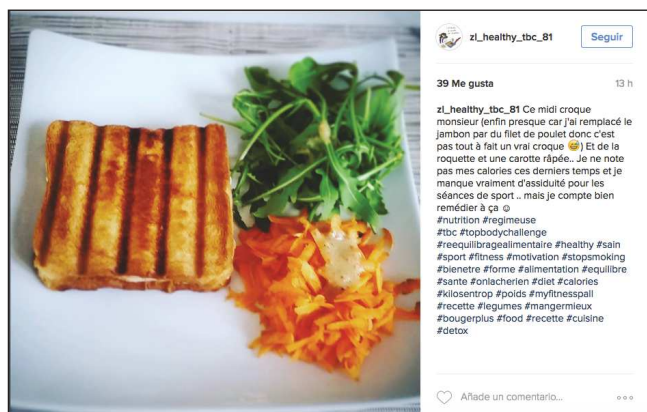 zl_healthy_tbc_81
Seguir
39 Me gusta
13 h
zl_healthy_tbc_81 Ce midi croque
monsieur (enfin presque car j'ai remplacé le
jambon par du filet de poulet donc c'est
pas tout à fait un vrai croque 😅) Et de la
roquette et une carotte râpée.. Je ne note
pas mes calories ces derniers temps et je
manque vraiment d'assiduité pour les
séances de sport .. mais je compte bien
remédier à ça ☺
#nutrition #regimeuse
#tbc #topbodychallenge
#reequilibragealimentaire #healthy #sain
#sport #fitness #motivation #stopsmoking
#bienetre #forme #alimentation #equilibre
#sante #onlacherien #diet #calories
#kilosentrop #poids #myfitnesspall
#recette #legumes #mangermieux
#bougerplus #food #recette #cuisine
#detox
Añade un comentario...